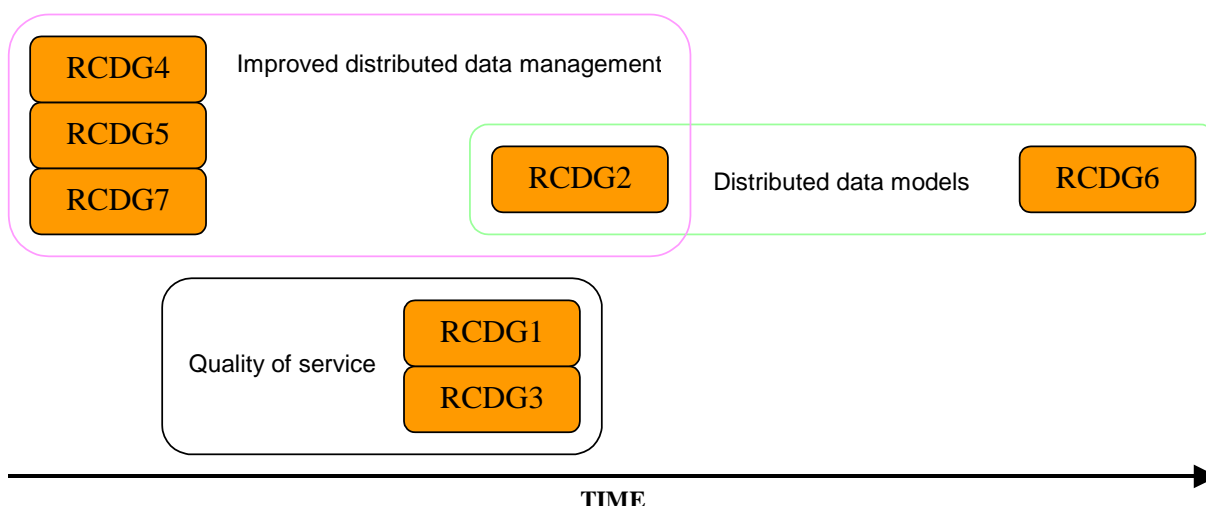 RCDG4
Improved distributed data management
RCDG5
RCDG7
RCDG2
Distributed data models
RCDG6
Quality of service
RCDG1
RCDG3
TIME